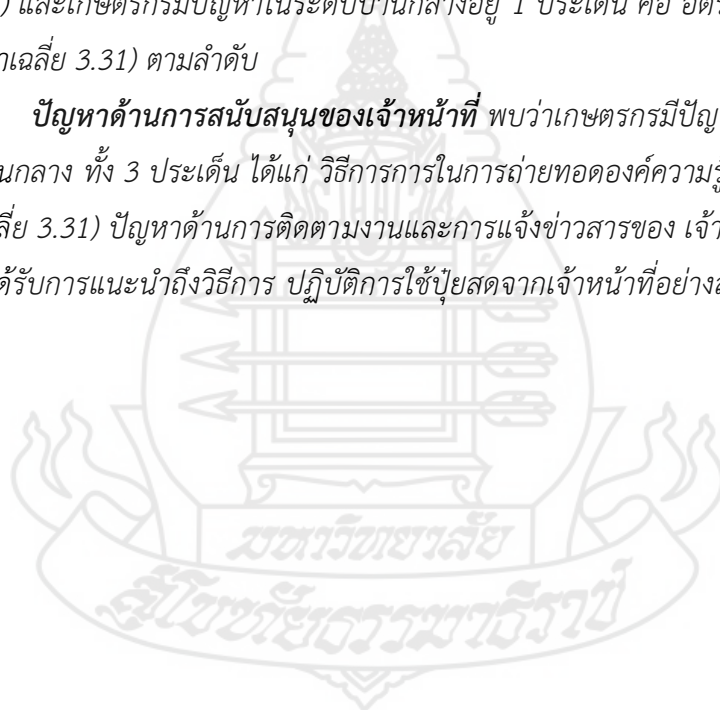 ) และเกษตรกรมีปัญหาในระดับปานกลางอยู่ 1 ประเด็น คือ อัตร
าเฉลี่ย 3.31) ตามลำดับ
ปัญหาด้านการสนับสนุนของเจ้าหน้าที่ พบว่าเกษตรกรมีปัญ
นกลาง ทั้ง 3 ประเด็น ได้แก่ วิธีการการในการถ่ายทอดองค์ความรู้
ลี่ย 3.31) ปัญหาด้านการติดตามงานและการแจ้งข่าวสารของ เจ้า
ด้รับการแนะนำถึงวิธีการ ปฏิบัติการใช้ปุ๋ยสดจากเจ้าหน้าที่อย่างส
มหาวิทยาลัย
สุโขทัยธรรมาธิราช